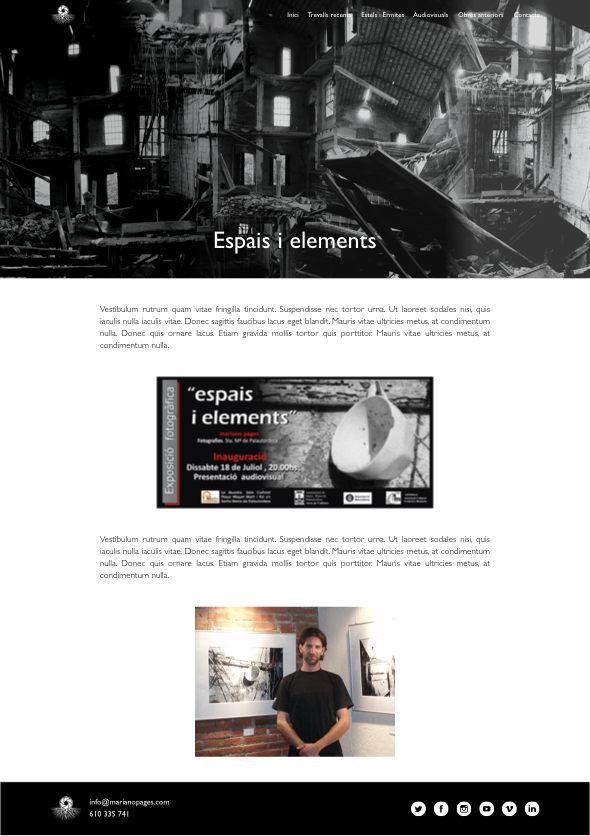 Inici Travalls recents Estels i Ermites Audiovisuals Obres anteriors Contacte
Espais i elements
Vestibulum rutrum quam vitae fringilla tincidunt. Suspendisse nec tortor urna. Ut laoreet sodales nisi, quis
iaculis nulla iaculis vitae. Donec sagittis faucibus lacus eget blandit. Mauris vitae ultricies metus, at condimentum
nulla. Donec quis ornare lacus. Etiam gravida mollis tortor quis porttitor. Mauris vitae ultricies metus, at
condimentum nulla.
Exposició fotogràfica
"espais
i elements"
mariano pages
Fotografies. Sta. Mª de Palautordera
Inauguració
Dissabte 18 de Juliol , 20.00hs.
Presentació audiovisual
Vestibulum rutrum quam vitae fringilla tincidunt. Suspendisse nec tortor urna. Ut laoreet sodales nisi, quis
iaculis nulla iaculis vitae. Donec sagittis faucibus lacus eget blandit. Mauris vitae ultricies metus, at condimentum
nulla. Donec quis ornare lacus. Etiam gravida mollis tortor quis porttitor. Mauris vitae ultricies metus, at
condimentum nulla.
info@marianopages.com
610 335 741